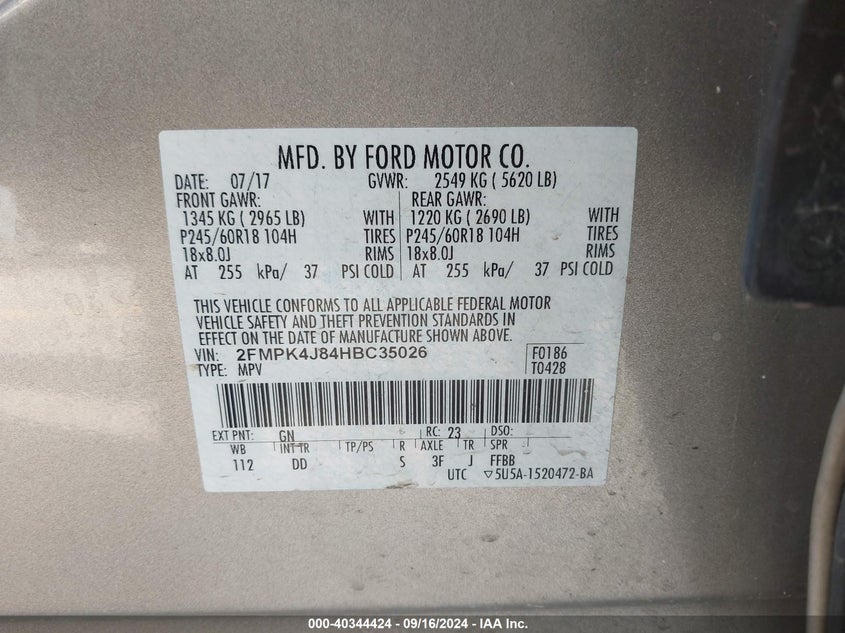 MFD. BY FORD MOTOR CO.
DATE: 07/17 GVWR: 2549 KG ( 5620 LB)
FRONT GAWR: REAR GAWR:
1345 KG ( 2965 LB) WITH 1220 KG ( 2690 LB) WITH
P245/60R18 104H TIRES P245/60R18 104H TIRES
18x8.0J RIMS 18x8.0J RIMS
AT 255 kPa/ 37 PSI COLD AT 255 kPa/ 37 PSI COLD
THIS VEHICLE CONFORMS TO ALL APPLICABLE FEDERAL MOTOR
VEHICLE SAFETY AND THEFT PREVENTION STANDARDS IN
EFFECT ON THE DATE OF MANUFACTURE SHOWN ABOVE.
VIN: 2FMPK4J84HBC35026 F0186
TYPE: MPV T0428
EXT PNT: GN RC: 23 DSO:
WB INT TR TP/PS R AXLE TR SPR
112 DD S 3F J FFBB
UTC ▽5U5A-1520472-BA
000-40344424 - 09/16/2024 - IAA Inc.